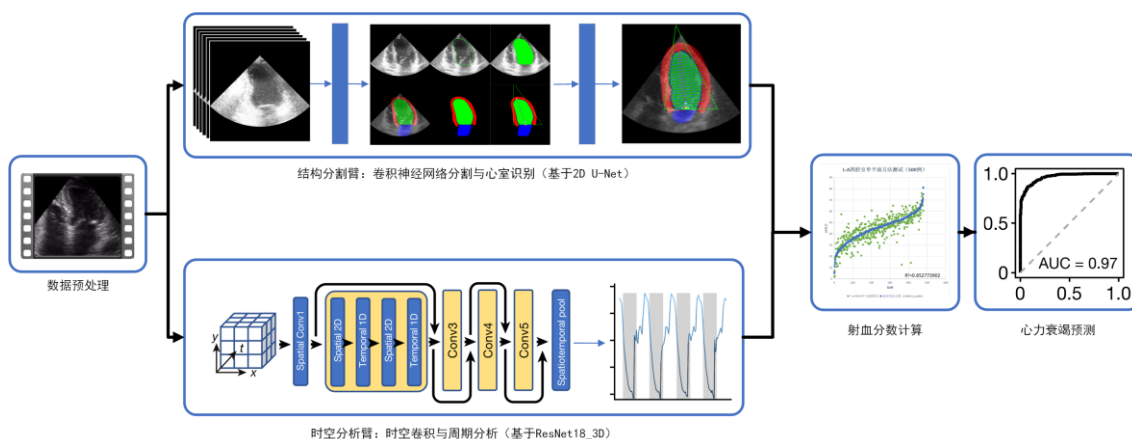 结构分割臂：卷积神经网络分割与心室识别（基于2D U-Net）
数据预处理
y
t
x
Spatial Conv1
Spatial 2D
Temporal 1D
Spatial 2D
Temporal 1D
Conv3
Conv4
Conv5
Spatiotemporal pool
时空分析臂：时空卷积与周期分析（基于ResNet18_3D）
射血分数计算
1.0
0.5
0
AUC = 0.97
0
0.5
1.0
心力衰竭预测